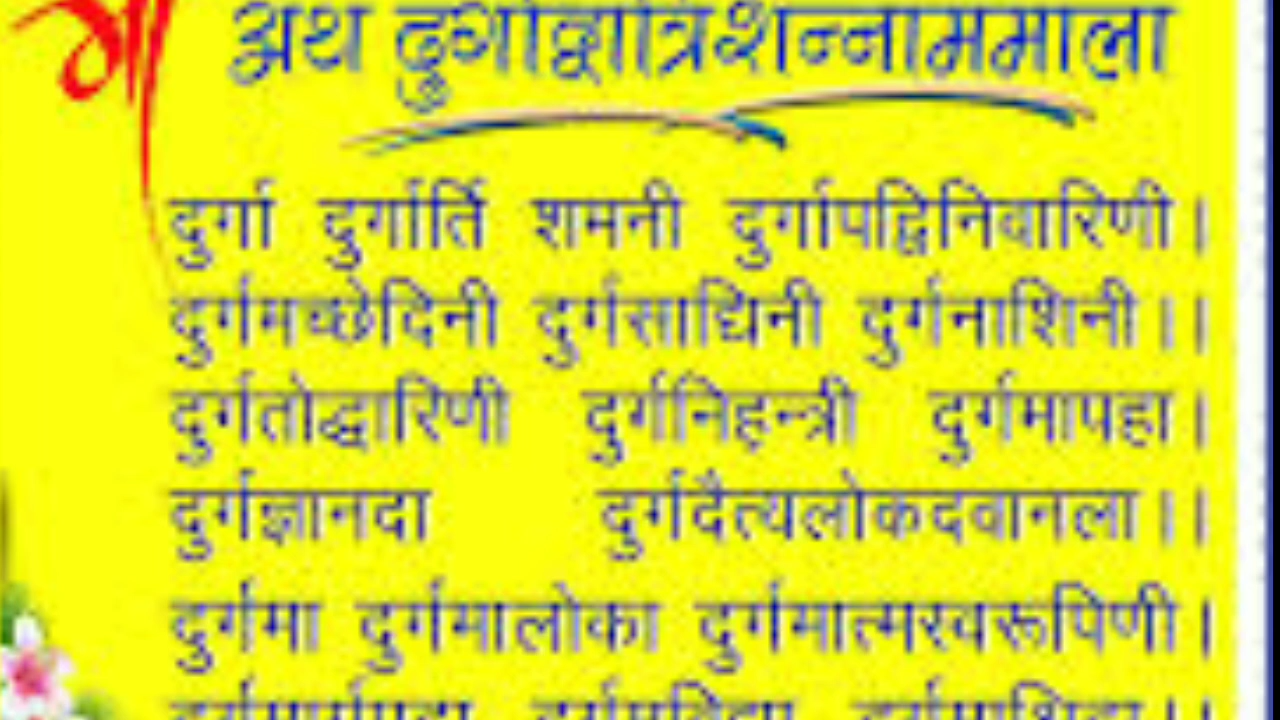 माँ
अथ दुर्गाद्वात्रिंशन्नाममाला
दुर्गा दुर्गार्ति शमनी दुर्गापद्विनिवारिणी।
दुर्गमच्छेदिनी दुर्गसाधिनी दुर्गनाशिनी।।
दुर्गतोद्धारिणी दुर्गनिहन्त्री दुर्गमापहा।
दुर्गज्ञानदा दुर्गदैत्यलोकदवानला।।
दुर्गमा दुर्गमालोका दुर्गमात्मस्वरूपिणी।